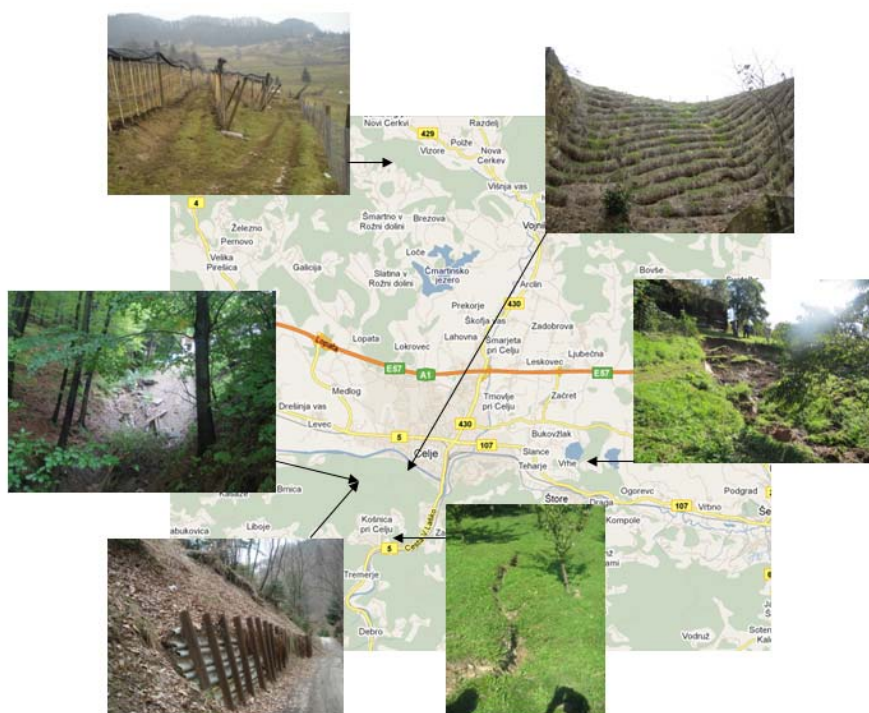 Novi Cerkvi
429
Polže
Razdelj
Vizore
Nova
Cerkev
Višnja vas
4
Železno
Pernovo
Velika
Pirešica
Galicija
Šmartno v
Rožni dolini
Brezova
Vojnik
Loče
Šmartinsko
jezero
Slatina v
Rožni dolini
Arclin
Bovše
Prekorje
430
Škofja vas
Zadobrova
Lopata
Lopata
Lokrovec
Lahovna
Šmarjeta
pri Celju
Ljubečna
Leskovec
E57
A1
E57
Medlog
Trnovlje
pri Celju
Začret
Drešinja vas
Levec
5
430
107
Bukovžlak
Celje
Slance
Teharje
Vrhe
Štore
Ogorevc
Podgrad
107
Vrbno
Draga
Kompole
Brnica
Liboje
Košnica
pri Celju
5
Cesta V Laško
Tremerje
Debro
Vodruž